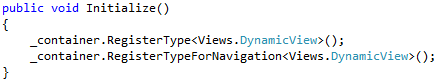 public void Initialize()
{
    _container.RegisterType<Views.DynamicView>();
    _container.RegisterTypeForNavigation<Views.DynamicView>();
}